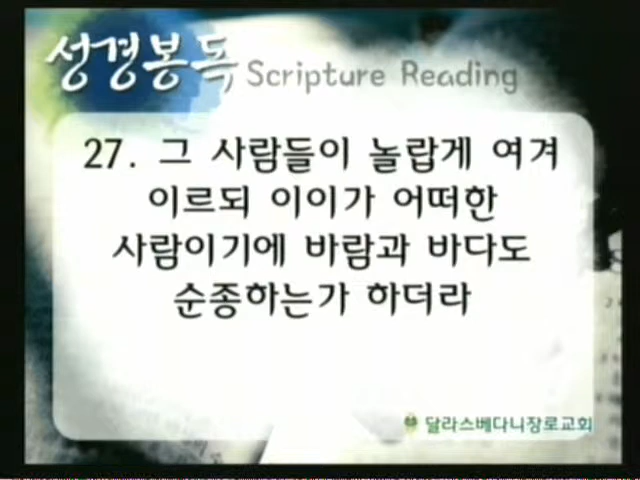 성경봉독 Scripture Reading
27. 그 사람들이 놀랍게 여겨
이르되 이이가 어떠한
사람이기에 바람과 바다도
순종하는가 하더라
달라스베다니장로교회